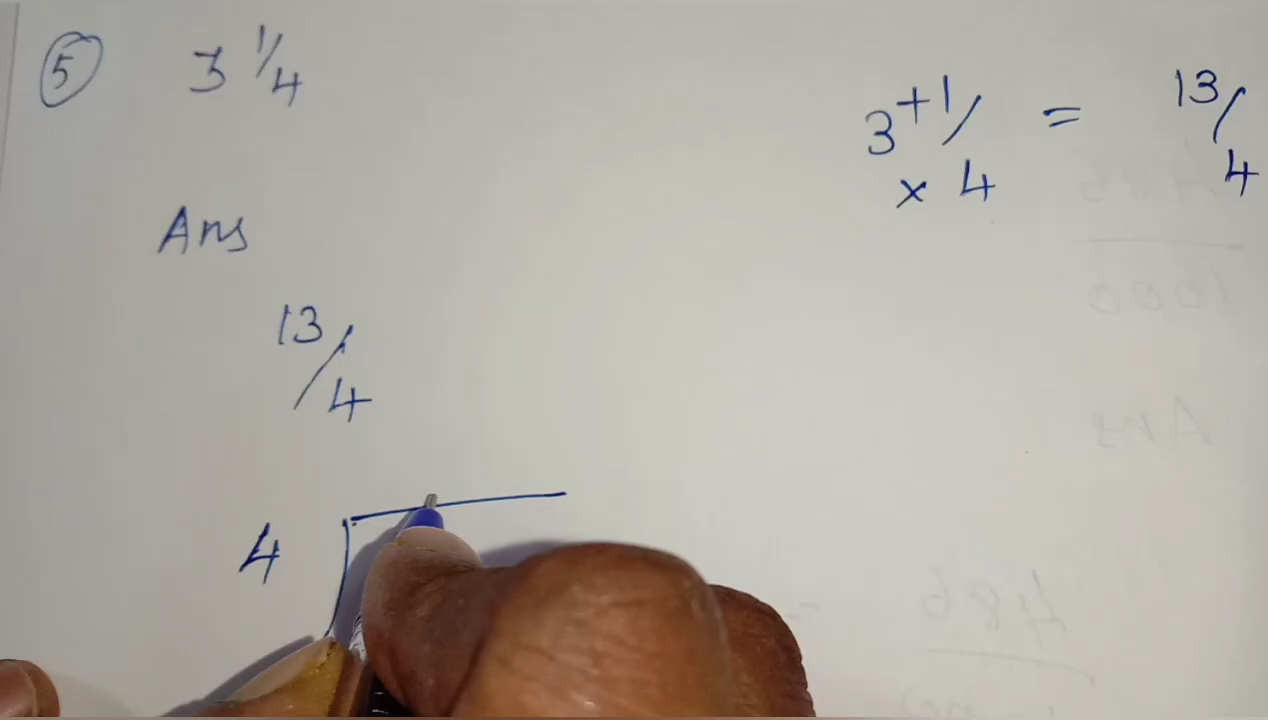 ⑤ 3 1/4
3 +1/ × 4 = 13/4
Ans
13/4
4